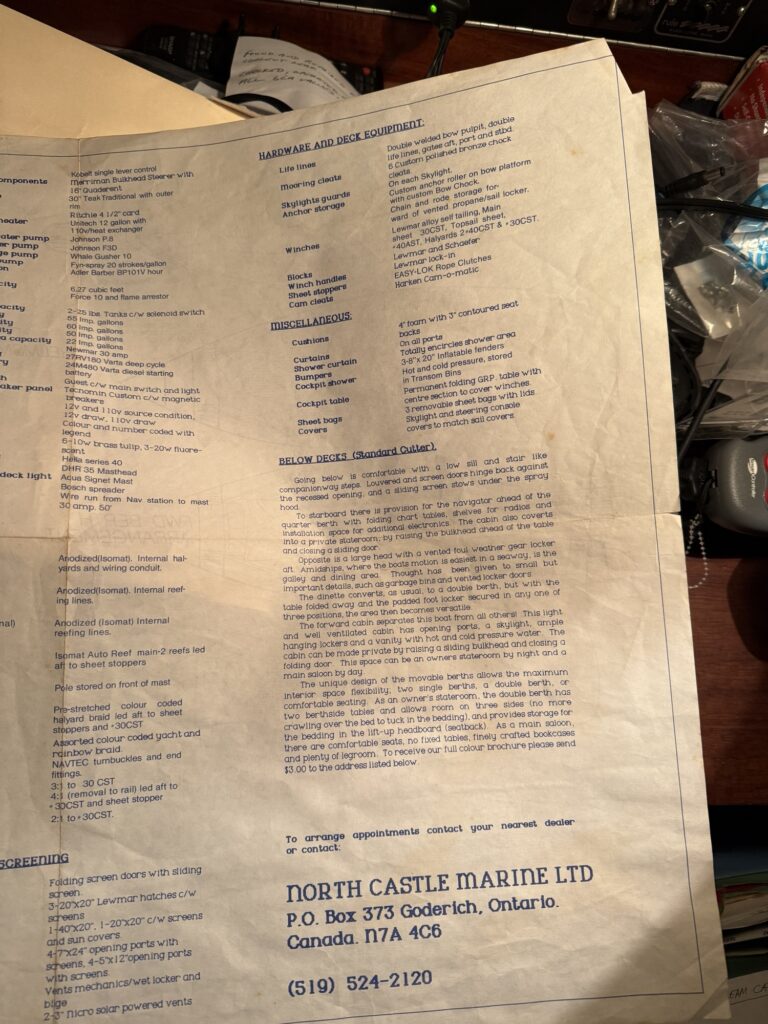 omponents
eater
ater pump
er pump
ge pump
ump
on
acity
pacity
ity
ity
a capacity
ry
h
aker panel
deck light
nal)
Kobelt single lever control
Merriman Bulkhead Steerer with
16" Quaderent
30" Teak Traditional with outer
rim
Ritchie 4 1/2" card
Unitech 12 gallon with
110v/heat exchanger
Johnson P.8
Johnson F3D
Whale Gusher 10
Fyn-spray 20 strokes/gallon
Adler Barber BP101V hour
6.27 cubic feet
Force 10 and flame arrestor
2-25 lbs. Tanks c/w solenoid switch
55 Imp. gallons
60 Imp. gallons
50 Imp. gallons
22 Imp. gallons
Newmar 30 amp
27RV180 Varta deep cycle
24M480 Varta diesel starting
battery
Guest c/w main switch and light
Tecnomin Custom c/w magnetic
breakers
12v and 110v source condition,
12v draw, 110v draw
Colour and number coded with
legend
6-10w brass tulip, 3-20w fluore-
scent
Hella series 40
DHR 35 Masthead
Aqua Signet Mast
Bosch spreader
Wire run from Nav station to mast
30 amp. 50'
Anodized(Isomat). Internal hal-
yards and wiring conduit.
Anodized(Isomat). Internal reef-
ing lines.
Anodized (Isomat) Internal
reefing lines.
Isomat Auto Reef main-2 reefs led
aft to sheet stoppers
Pole stored on front of mast
Pre-stretched colour coded
halyard braid led aft to sheet
stoppers and 30CST
Assorted colour coded yacht and
rainbow braid.
NAVTEC turnbuckles and end
fittings.
3:1 to 30 CST
4:1 (removal to rail) led aft to
30CST and sheet stopper
2:1 to 30CST.
SCREENING
Folding screen doors with sliding
screen.
3-20"x20" Lewmar hatches c/w
screens
1-40"x20", 1-20"x20" c/w screens
and sun covers.
4-7"x24" opening ports with
screens, 4-5"x12" opening ports
with screens.
Vents mechanics/wet locker and
bilge
2-3" Nicro solar powered vents
HARDWARE AND DECK EQUIPMENT:
Life lines
Double welded bow pulpit, double
life lines, gates aft, port and stbd.
Mooring cleats
6 Custom polished bronze chock
cleats
Skylights guards
On each Skylight.
Anchor storage
Custom anchor roller on bow platform
with custom Bow Chock.
Chain and rode storage for-
ward of vented propane/sail locker.
Winches
Lewmar alloy self tailing, Main
sheet 30CST, Topsail sheet,
40AST, Halyards 2 40CST & 30CST.
Blocks
Lewmar and Schaefer
Winch handles
Lewmar lock-in
Sheet stoppers
EASY-LOK Rope Clutches
Cam cleats
Harken Cam-o-matic
MISCELLANEOUS:
Cushions
4" foam with 3" contoured seat
backs
Curtains
On all ports
Shower curtain
Totally encircles shower area
Bumpers
3-8"X 20" Inflatable fenders
Cockpit shower
Hot and cold pressure, stored
in Transom Bins
Cockpit table
Permanent folding GRP. table with
centre section to cover winches.
Sheet bags
3 removable sheet bags with lids.
Covers
Skylight and steering console
covers to match sail covers.
BELOW DECKS (Standard Cutter).
Going below is comfortable with a low sill and stair like
companionway steps. Louvered and screen doors hinge back against
the recessed opening, and a sliding screen stows under the spray
hood.
To starboard there is provision for the navigator ahead of the
quarter berth with folding chart tables, shelves for radios and
installation space for additional electronics. The cabin also coverts
into a private stateroom, by raising the bulkhead ahead of the table
and closing a sliding door.
Opposite is a large head with a vented foul weather gear locker
aft. Amidships, where the boats motion is easiest in a seaway, is the
galley and dining area. Thought has been given to small but
important details, such as garbage bins and vented locker doors.
The dinette converts, as usual, to a double berth, but with the
table folded away and the padded foot locker secured in any one of
three positions, the area then becomes versatile.
The forward cabin separates this boat from all others! This light
and well ventilated cabin has opening ports, a skylight, ample
hanging lockers and a vanity with hot and cold pressure water. The
cabin can be made private by raising a sliding bulkhead and closing a
folding door. This space can be an owners stateroom by night and a
main saloon by day.
The unique design of the movable berths allows the maximum
interior space flexibility, two single berths, a double berth, or
comfortable seating. As an owner's stateroom, the double berth has
two berthside tables and allows room on three sides (no more
crawling over the bed to tuck in the bedding), and provides storage for
the bedding in the lift-up headboard (seatback). As a main saloon,
there are comfortable seats, no fixed tables, finely crafted bookcases
and plenty of legroom. To receive our full colour brochure please send
$3.00 to the address listed below.
To arrange appointments contact your nearest dealer
or contact:
NORTH CASTLE MARINE LTD
P.O. Box 373 Goderich, Ontario.
Canada. N7A 4C6
(519) 524-2120